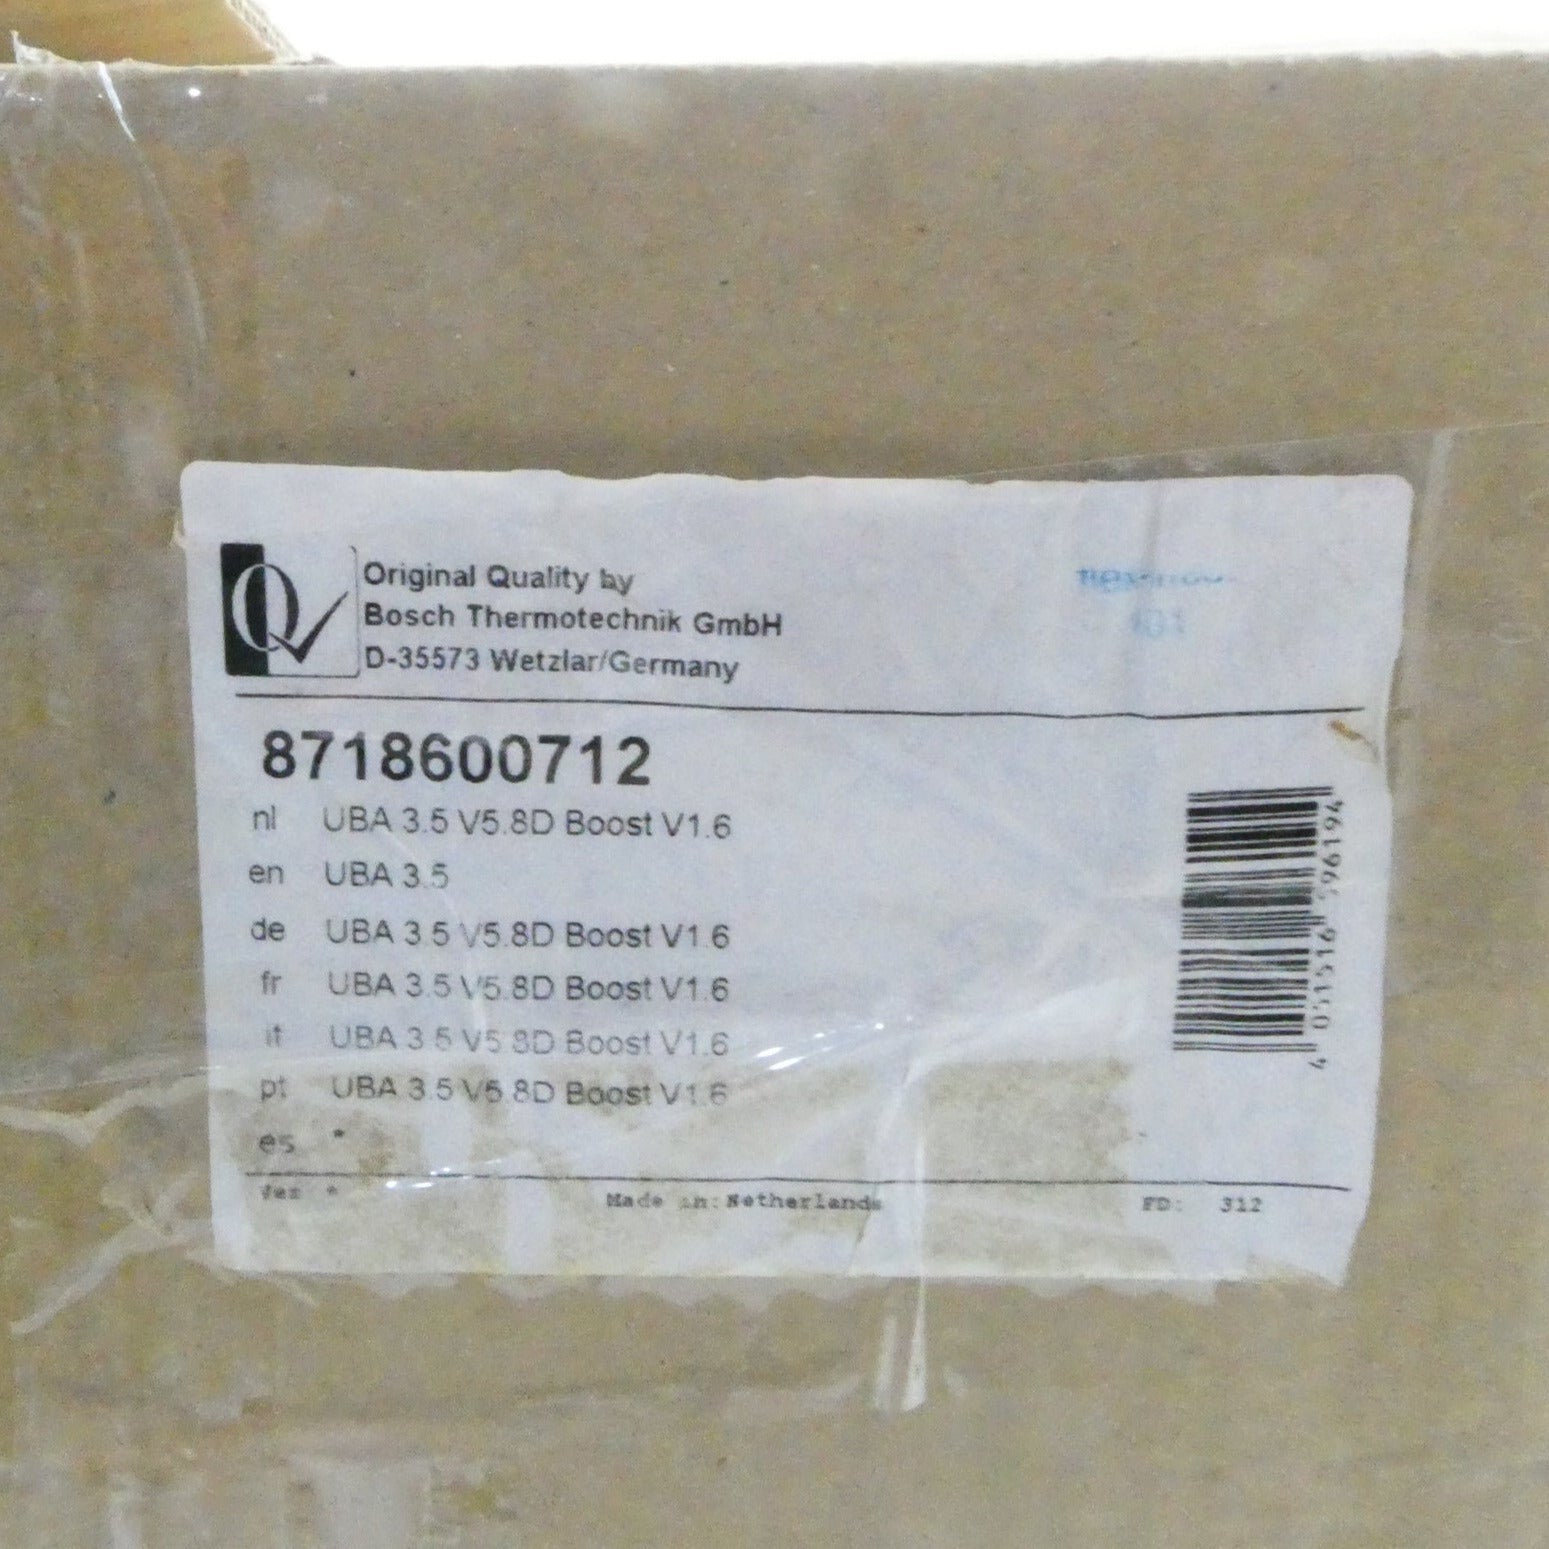 Original Quality by
Bosch Thermotechnik GmbH
D-35573 Wetzlar/Germany
8718600712
nl UBA 3.5 V5.8D Boost V1.6
en UBA 3.5
de UBA 3.5 V5.8D Boost V1.6
fr UBA 3.5 V5.8D Boost V1.6
it UBA 3.5 V5.8D Boost V1.6
pt UBA 3.5 V5.8D Boost V1.6
es *
4 051516 596194
Made in: Netherlands
FD: 312